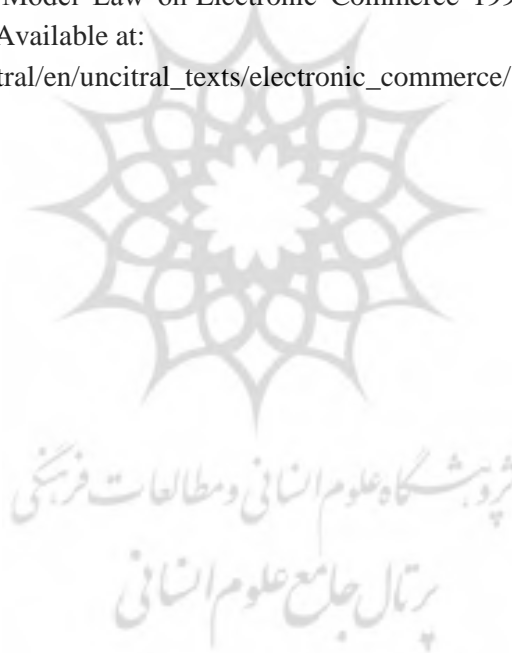 Model Law on Electronic Commerce 199
Available at:
tral/en/uncitral_texts/electronic_commerce/
پژوهشگاه علوم انسانی و مطالعات فرهنگی
پرتال جامع علوم انسانی